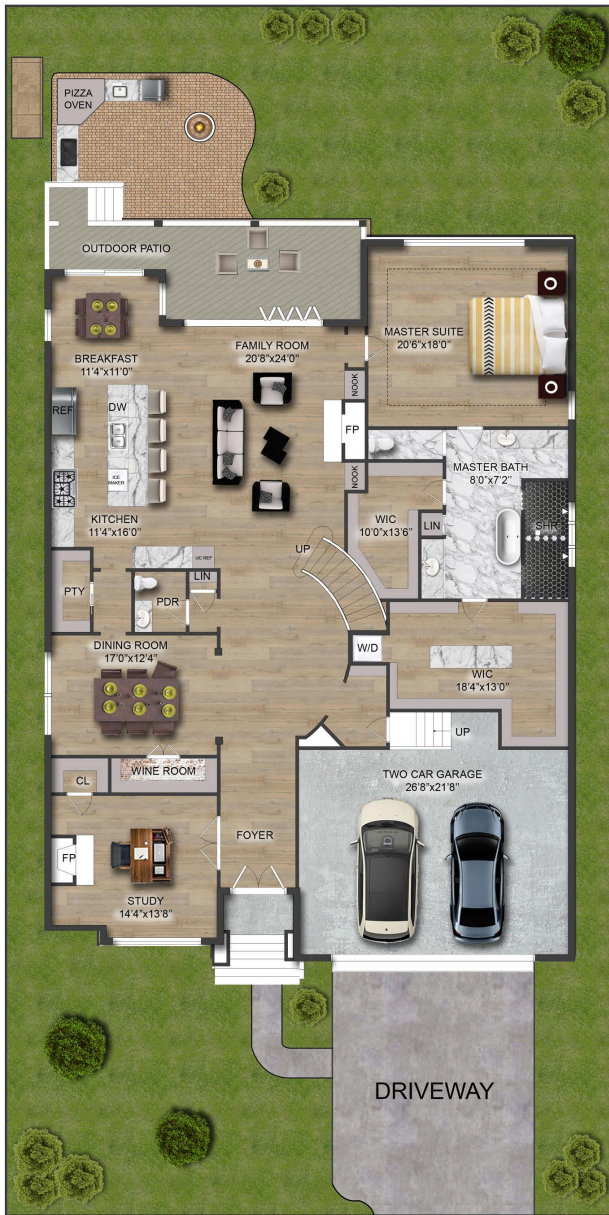 PIZZA
OVEN
OUTDOOR PATIO
FAMILY ROOM
20'8"x24'0"
MASTER SUITE
20'6"x18'0"
BREAKFAST
11'4"x11'0"
NOOK
REF
DW
FP
ICE
MAKER
NOOK
MASTER BATH
8'0"x7'2"
KITCHEN
11'4"x16'0"
WIC
10'0"x13'6"
LIN
SHR
UP
UC REF
LIN
PTY
PDR
DINING ROOM
17'0"x12'4"
W/D
WIC
18'4"x13'0"
UP
WINE ROOM
CL
TWO CAR GARAGE
26'8"x21'8"
FOYER
FP
STUDY
14'4"x13'8"
DRIVEWAY